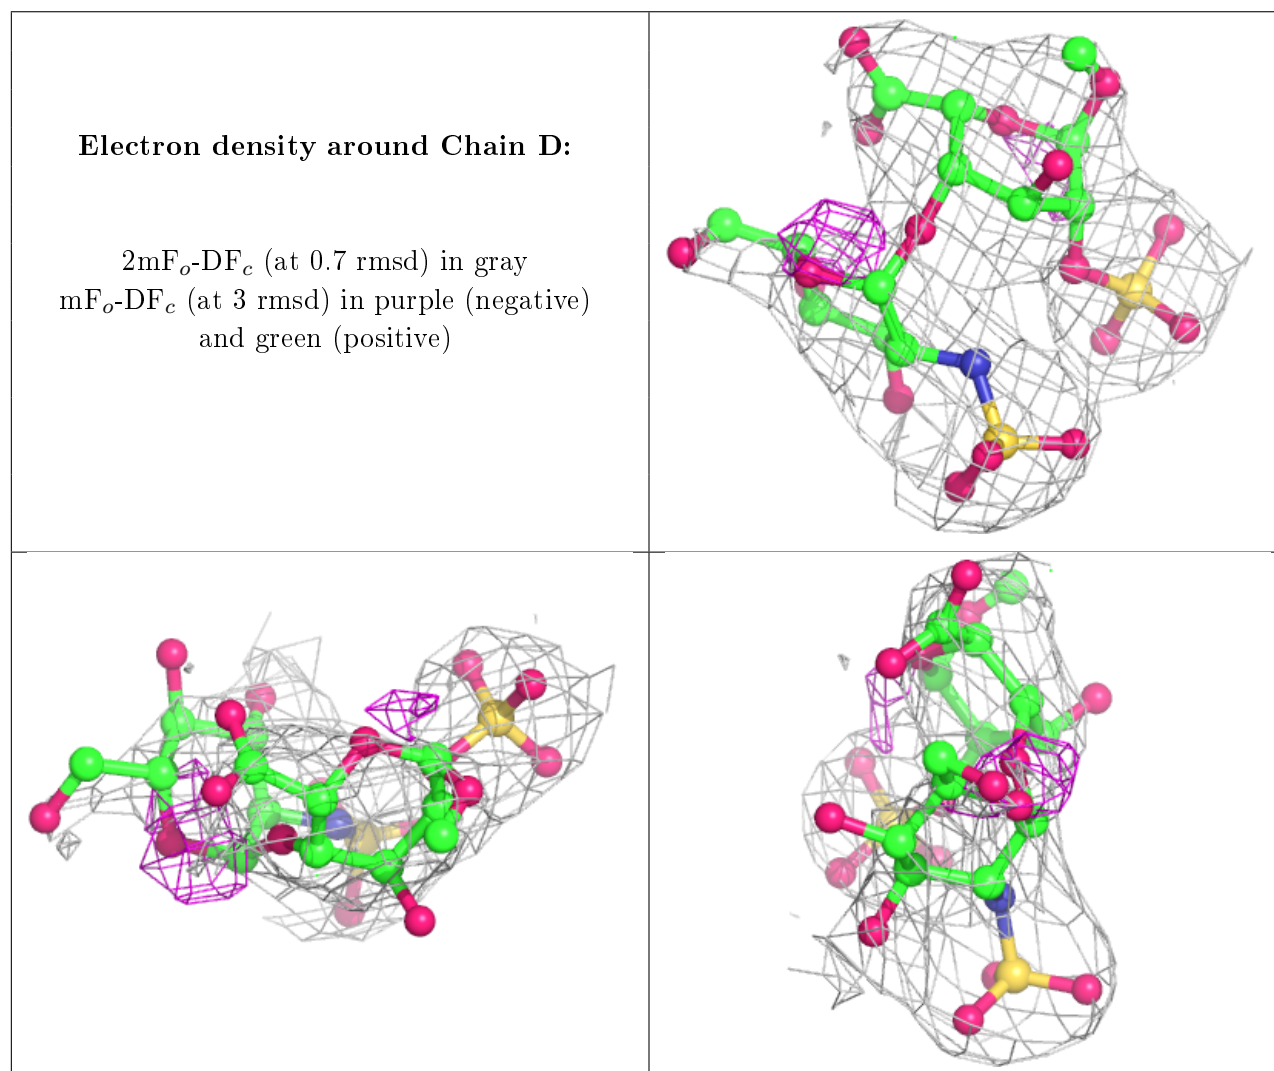 Electron density around Chain D:
2mFo-DFc (at 0.7 rmsd) in gray
mFo-DFc (at 3 rmsd) in purple (negative)
and green (positive)